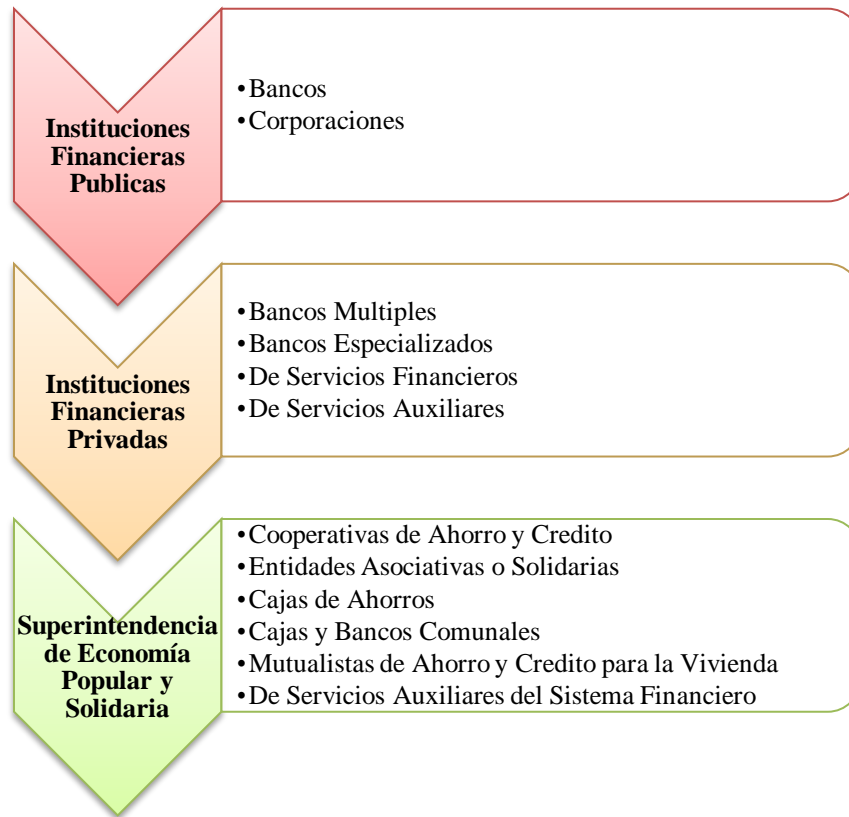 Instituciones
Financieras
Publicas
•Bancos
•Corporaciones
Instituciones
Financieras
Privadas
•Bancos Multiples
•Bancos Especializados
•De Servicios Financieros
•De Servicios Auxiliares
Superintendencia
de Economía
Popular y
Solidaria
•Cooperativas de Ahorro y Credito
•Entidades Asociativas o Solidarias
•Cajas de Ahorros
•Cajas y Bancos Comunales
•Mutualistas de Ahorro y Credito para la Vivienda
•De Servicios Auxiliares del Sistema Financiero